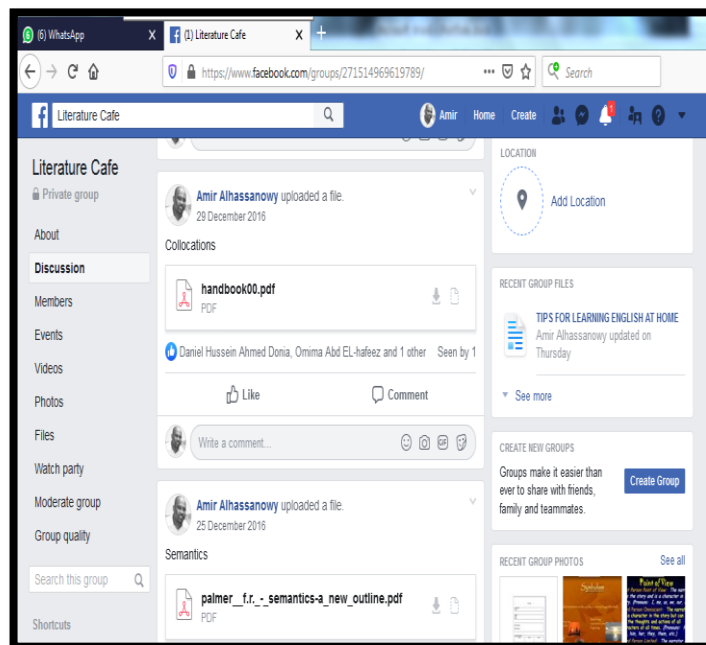 (6) WhatsApp X
(1) Literature Cafe X +
https://www.facebook.com/groups/271514969619789/ ••• Search
Literature Cafe
Amir Home Create 1
Literature Cafe
Private group
About
Discussion
Members
Events
Videos
Photos
Files
Watch party
Moderate group
Group quality
Search this group
Shortcuts
Amir Alhassanowy uploaded a file.
29 December 2016
Collocations
handbook00.pdf
PDF
Daniel Hussein Ahmed Donia, Omima Abd EL-hafeez and 1 other Seen by 1
Like Comment
Write a comment... GIF
Amir Alhassanowy uploaded a file.
25 December 2016
Semantics
palmer__f.r._-_semantics-a_new_outline.pdf
PDF
LOCATION
Add Location
RECENT GROUP FILES
TIPS FOR LEARNING ENGLISH AT HOME
Amir Alhassanowy updated on
Thursday
See more
CREATE NEW GROUPS
Groups make it easier than
ever to share with friends,
family and teammates.
Create Group
RECENT GROUP PHOTOS See all
Symbolism
Point of View